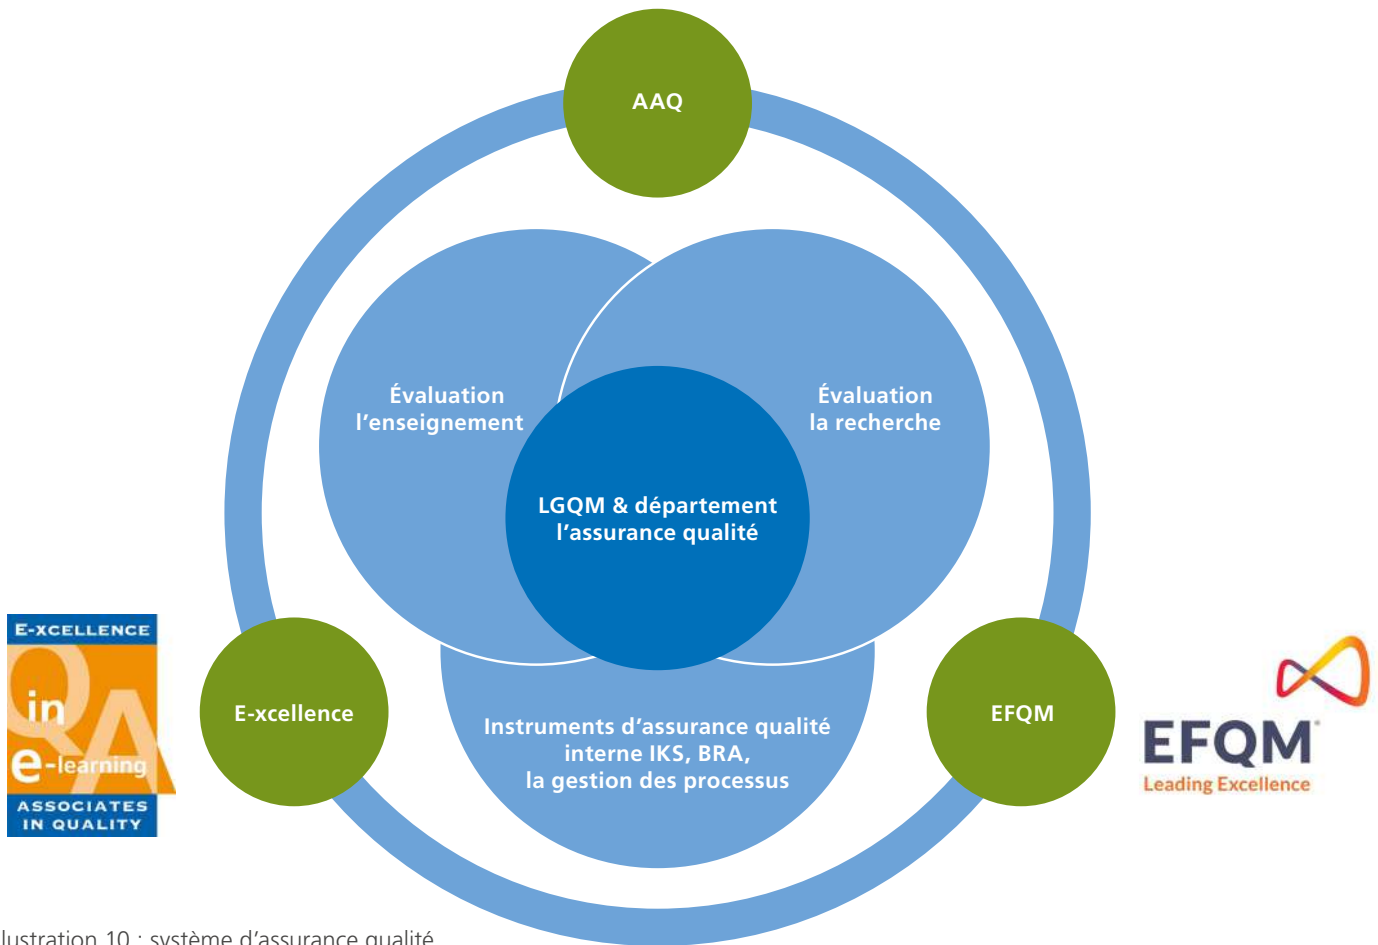 AAQ
Évaluation
l'enseignement
Évaluation
la recherche
LGQM & département
l'assurance qualité
E-XCELLENCE
QA
in
e-learning
ASSOCIATES
IN QUALITY
E-xcellence
Instruments d'assurance qualité
interne IKS, BRA,
la gestion des processus
EFQM
EFQM
Leading Excellence
lustration 10 : système d'assurance qualité